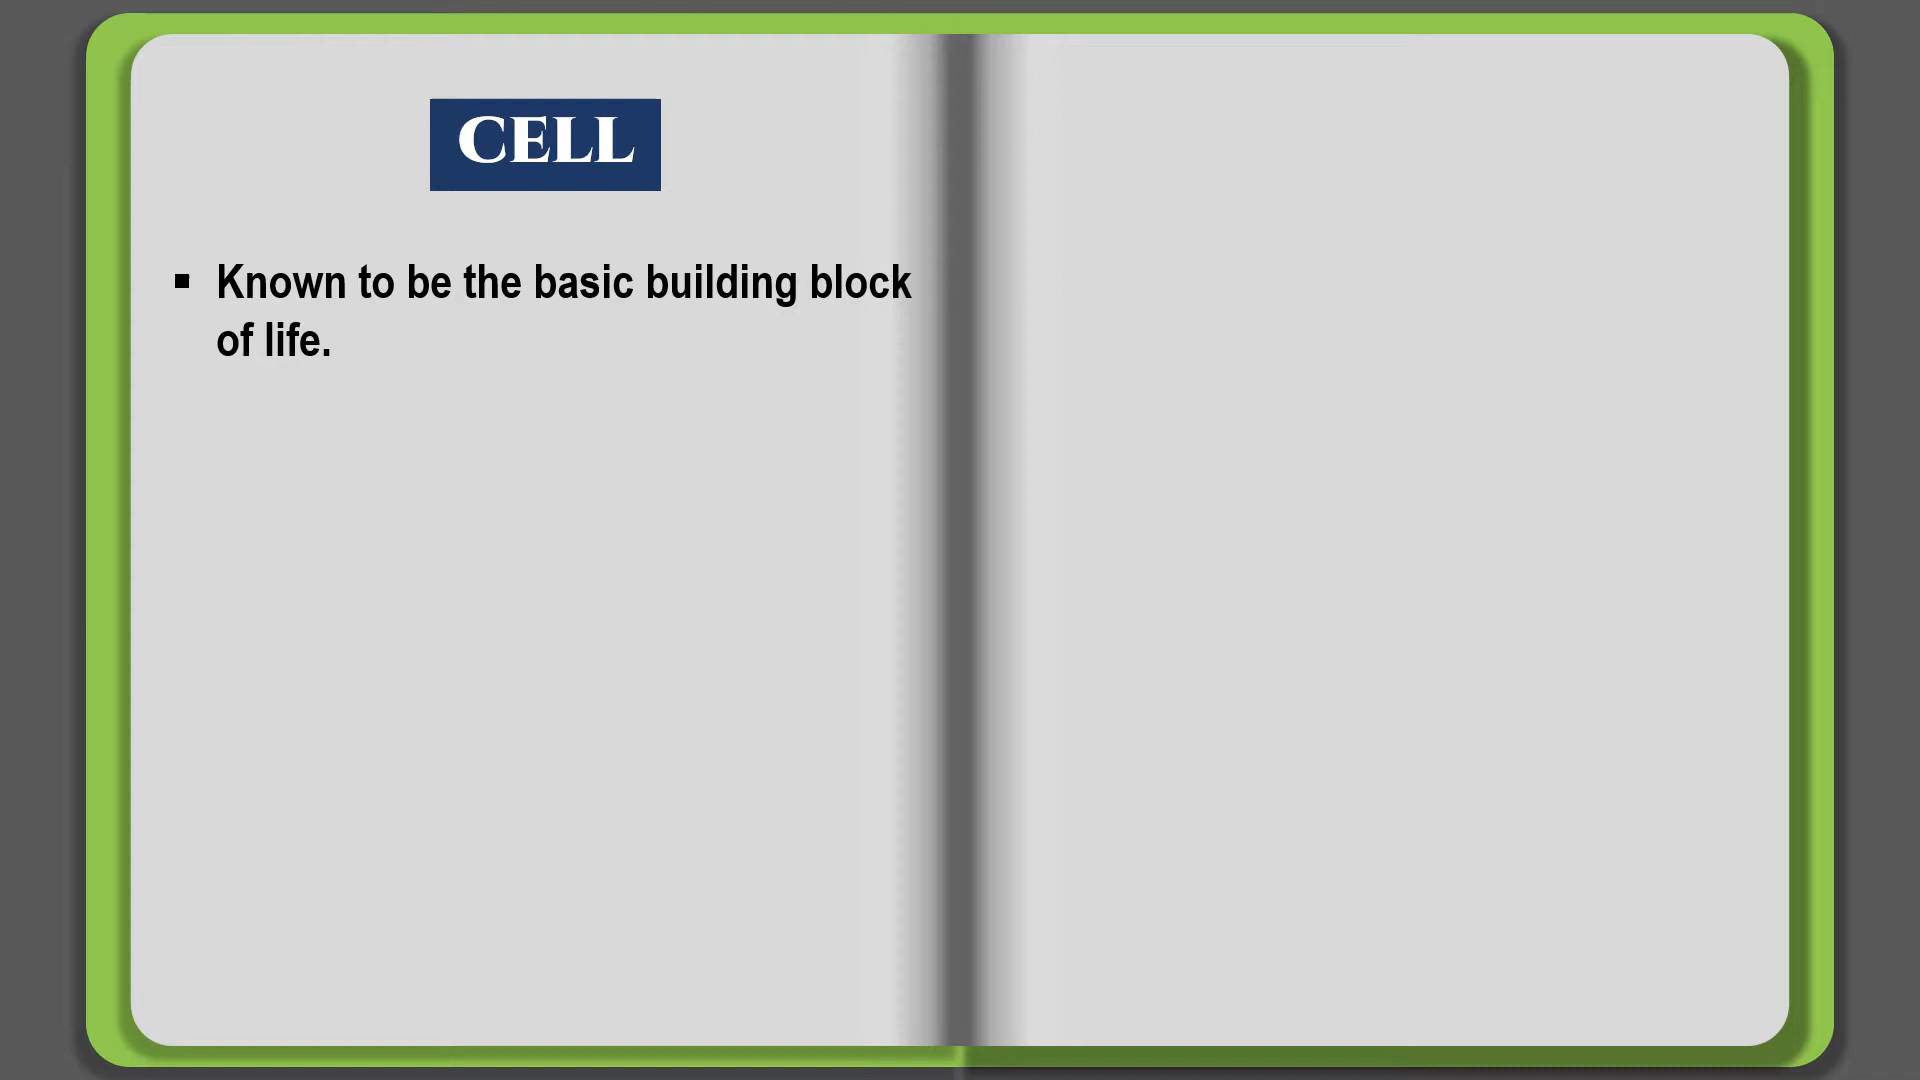 CELL
▪ Known to be the basic building block
of life.